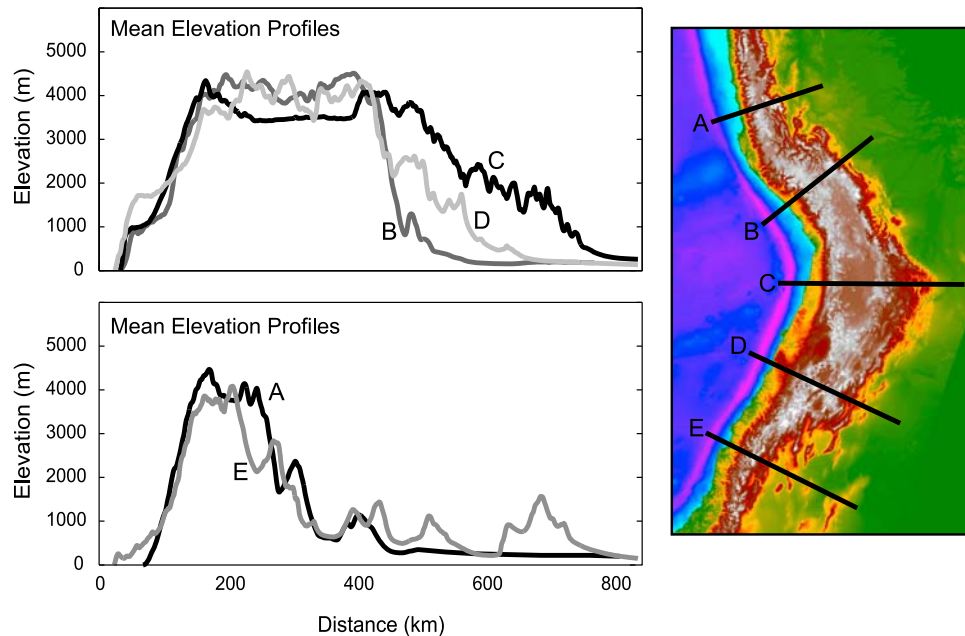 Mean Elevation Profiles
Elevation (m)
5000
4000
3000
2000
1000
0
B
D
C
Mean Elevation Profiles
Elevation (m)
5000
4000
3000
2000
1000
0
A
E
0
200
400
600
800
Distance (km)
A
B
C
D
E